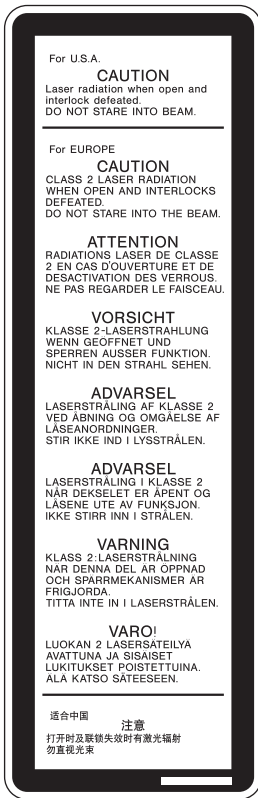 For U.S.A.
CAUTION
Laser radiation when open and
interlock defeated.
DO NOT STARE INTO BEAM.
For EUROPE
CAUTION
CLASS 2 LASER RADIATION
WHEN OPEN AND INTERLOCKS
DEFEATED.
DO NOT STARE INTO THE BEAM.
ATTENTION
RADIATIONS LASER DE CLASSE
2 EN CAS D'OUVERTURE ET DE
DESACTIVATION DES VERROUS.
NE PAS REGARDER LE FAISCEAU.
VORSICHT
KLASSE 2-LASERSTRAHLUNG
WENN GEOFFNET UND
SPERREN AUSSER FUNKTION.
NICHT IN DEN STRAHL SEHEN.
ADVARSEL
LASERSTRÅLING AF KLASSE 2
VED ÅBNING OG OMGÅELSE AF
LÅSEANORDNINGER.
STIR IKKE IND I LYSSTRÅLEN.
ADVARSEL
LASERSTRÅLING I KLASSE 2
NÅR DEKSELET ER ÅPENT OG
LÅSENE UTE AV FUNKSJON.
IKKE STIRR INN I STRÅLEN.
VARNING
KLASS 2:LASERSTRÅLNING
NÄR DENNA DEL ÄR ÖPPNAD
OCH SPÄRRMEKANISMER ÄR
FRIGJORDA.
TITTA INTE IN I LASERSTRÅLEN.
VARO!
LUOKAN 2 LASERSÄTEILYÄ
AVATTUNA JA SISAISET
LUKITUKSET POISTETTUINA.
ÄLÄ KATSO SÄTEESEEN.
适合中国
注意
打开时及联锁失效时有激光辐射
勿直视光束